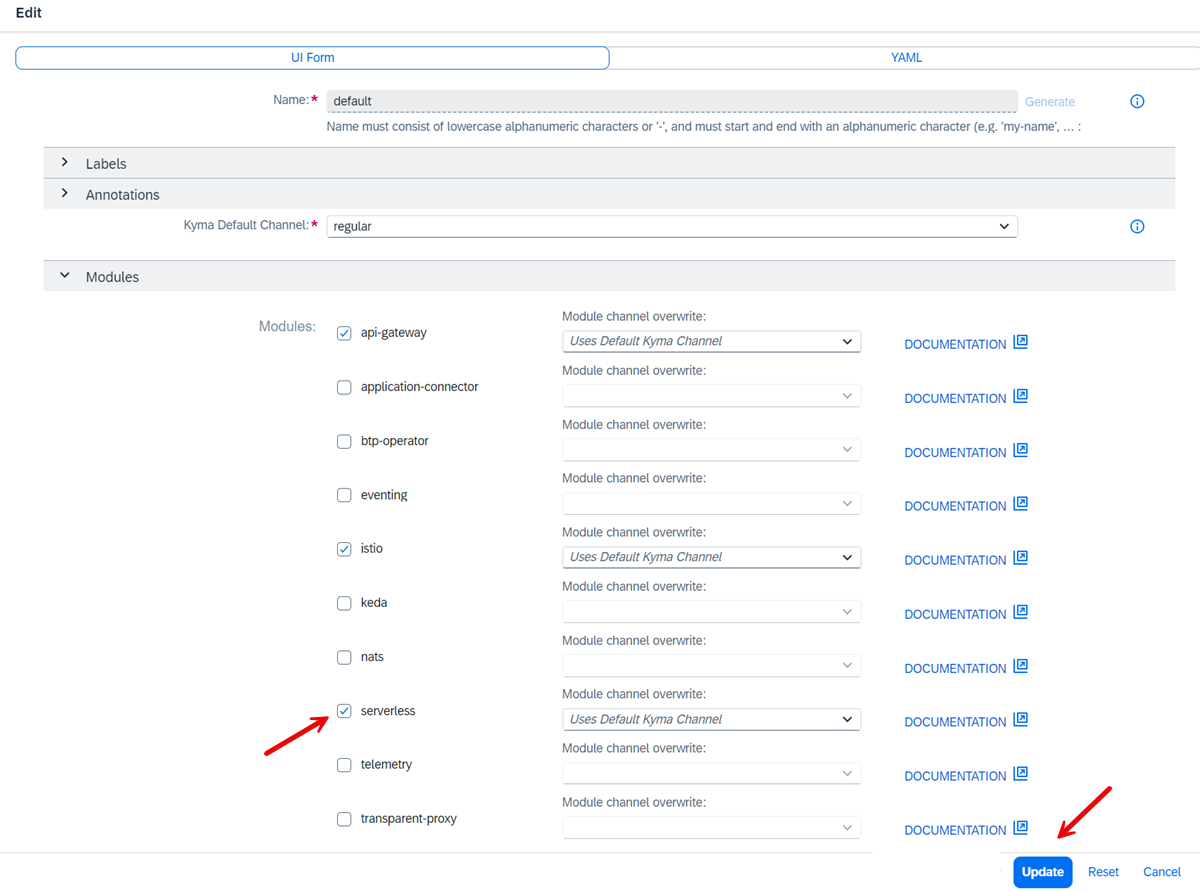 Edit
UI Form YAML
Name:* default Generate
Name must consist of lowercase alphanumeric characters or '-', and must start and end with an alphanumeric character (e.g. 'my-name', ... :
Labels
Annotations
Kyma Default Channel:* regular
Modules
Modules:
Module channel overwrite:
api-gateway Uses Default Kyma Channel DOCUMENTATION
Module channel overwrite:
application-connector DOCUMENTATION
Module channel overwrite:
btp-operator DOCUMENTATION
Module channel overwrite:
eventing DOCUMENTATION
Module channel overwrite:
istio Uses Default Kyma Channel DOCUMENTATION
Module channel overwrite:
keda DOCUMENTATION
Module channel overwrite:
nats DOCUMENTATION
Module channel overwrite:
serverless Uses Default Kyma Channel DOCUMENTATION
Module channel overwrite:
telemetry DOCUMENTATION
Module channel overwrite:
transparent-proxy DOCUMENTATION
Update Reset Cancel